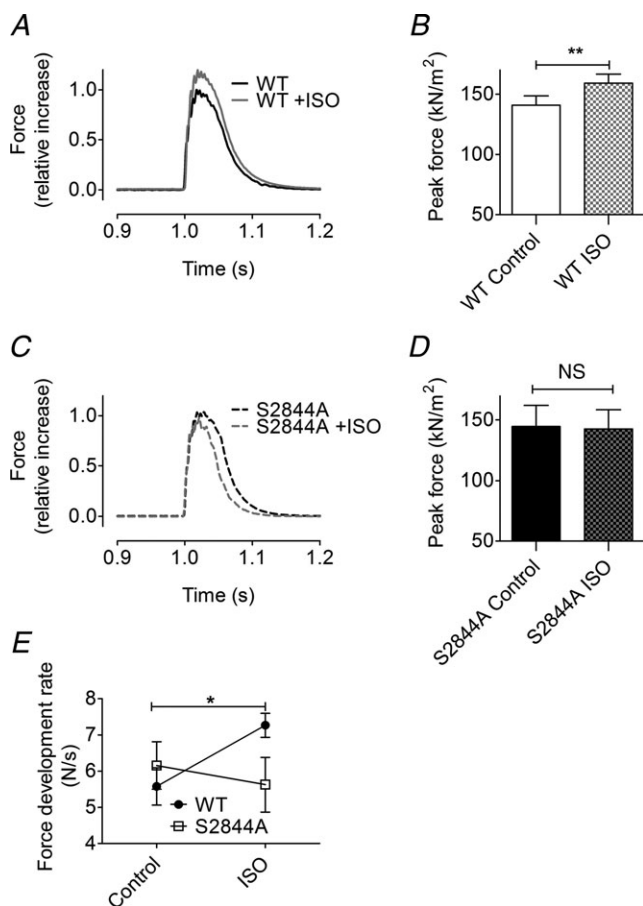 A
Force
(relative increase)
1.0
0.5
0.0
0.9 1.0 1.1 1.2
Time (s)
WT
WT +ISO
B
**
Peak force (kN/m²)
150
100
50
WT Control
WT ISO
C
Force
(relative increase)
1.0
0.5
0.0
0.9 1.0 1.1 1.2
Time (s)
S2844A
S2844A +ISO
D
NS
Peak force (kN/m²)
150
100
50
S2844A Control
S2844A ISO
E
Force development rate
(N/s)
8
7
6
5
4
*
WT
S2844A
Control
ISO